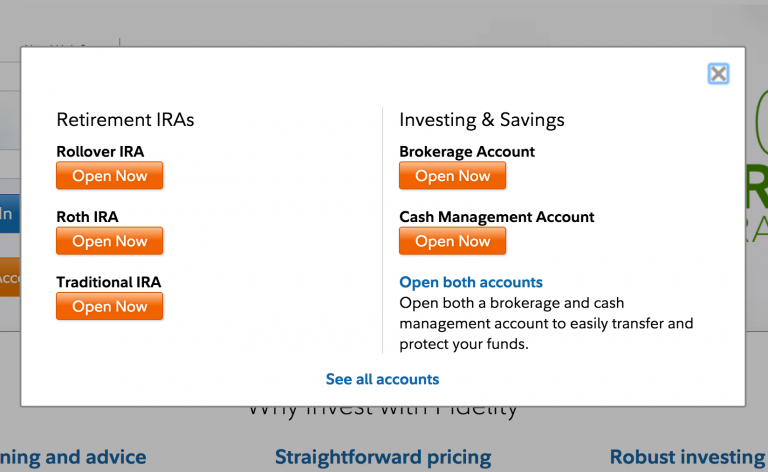 Retirement IRAs
Rollover IRA
Open Now
Roth IRA
Open Now
Traditional IRA
Open Now
Investing & Savings
Brokerage Account
Open Now
Cash Management Account
Open Now
Open both accounts
Open both a brokerage and cash
management account to easily transfer and
protect your funds.
See all accounts
In
Why Invest with Fidelity
ning and advice
Straightforward pricing
Robust investing